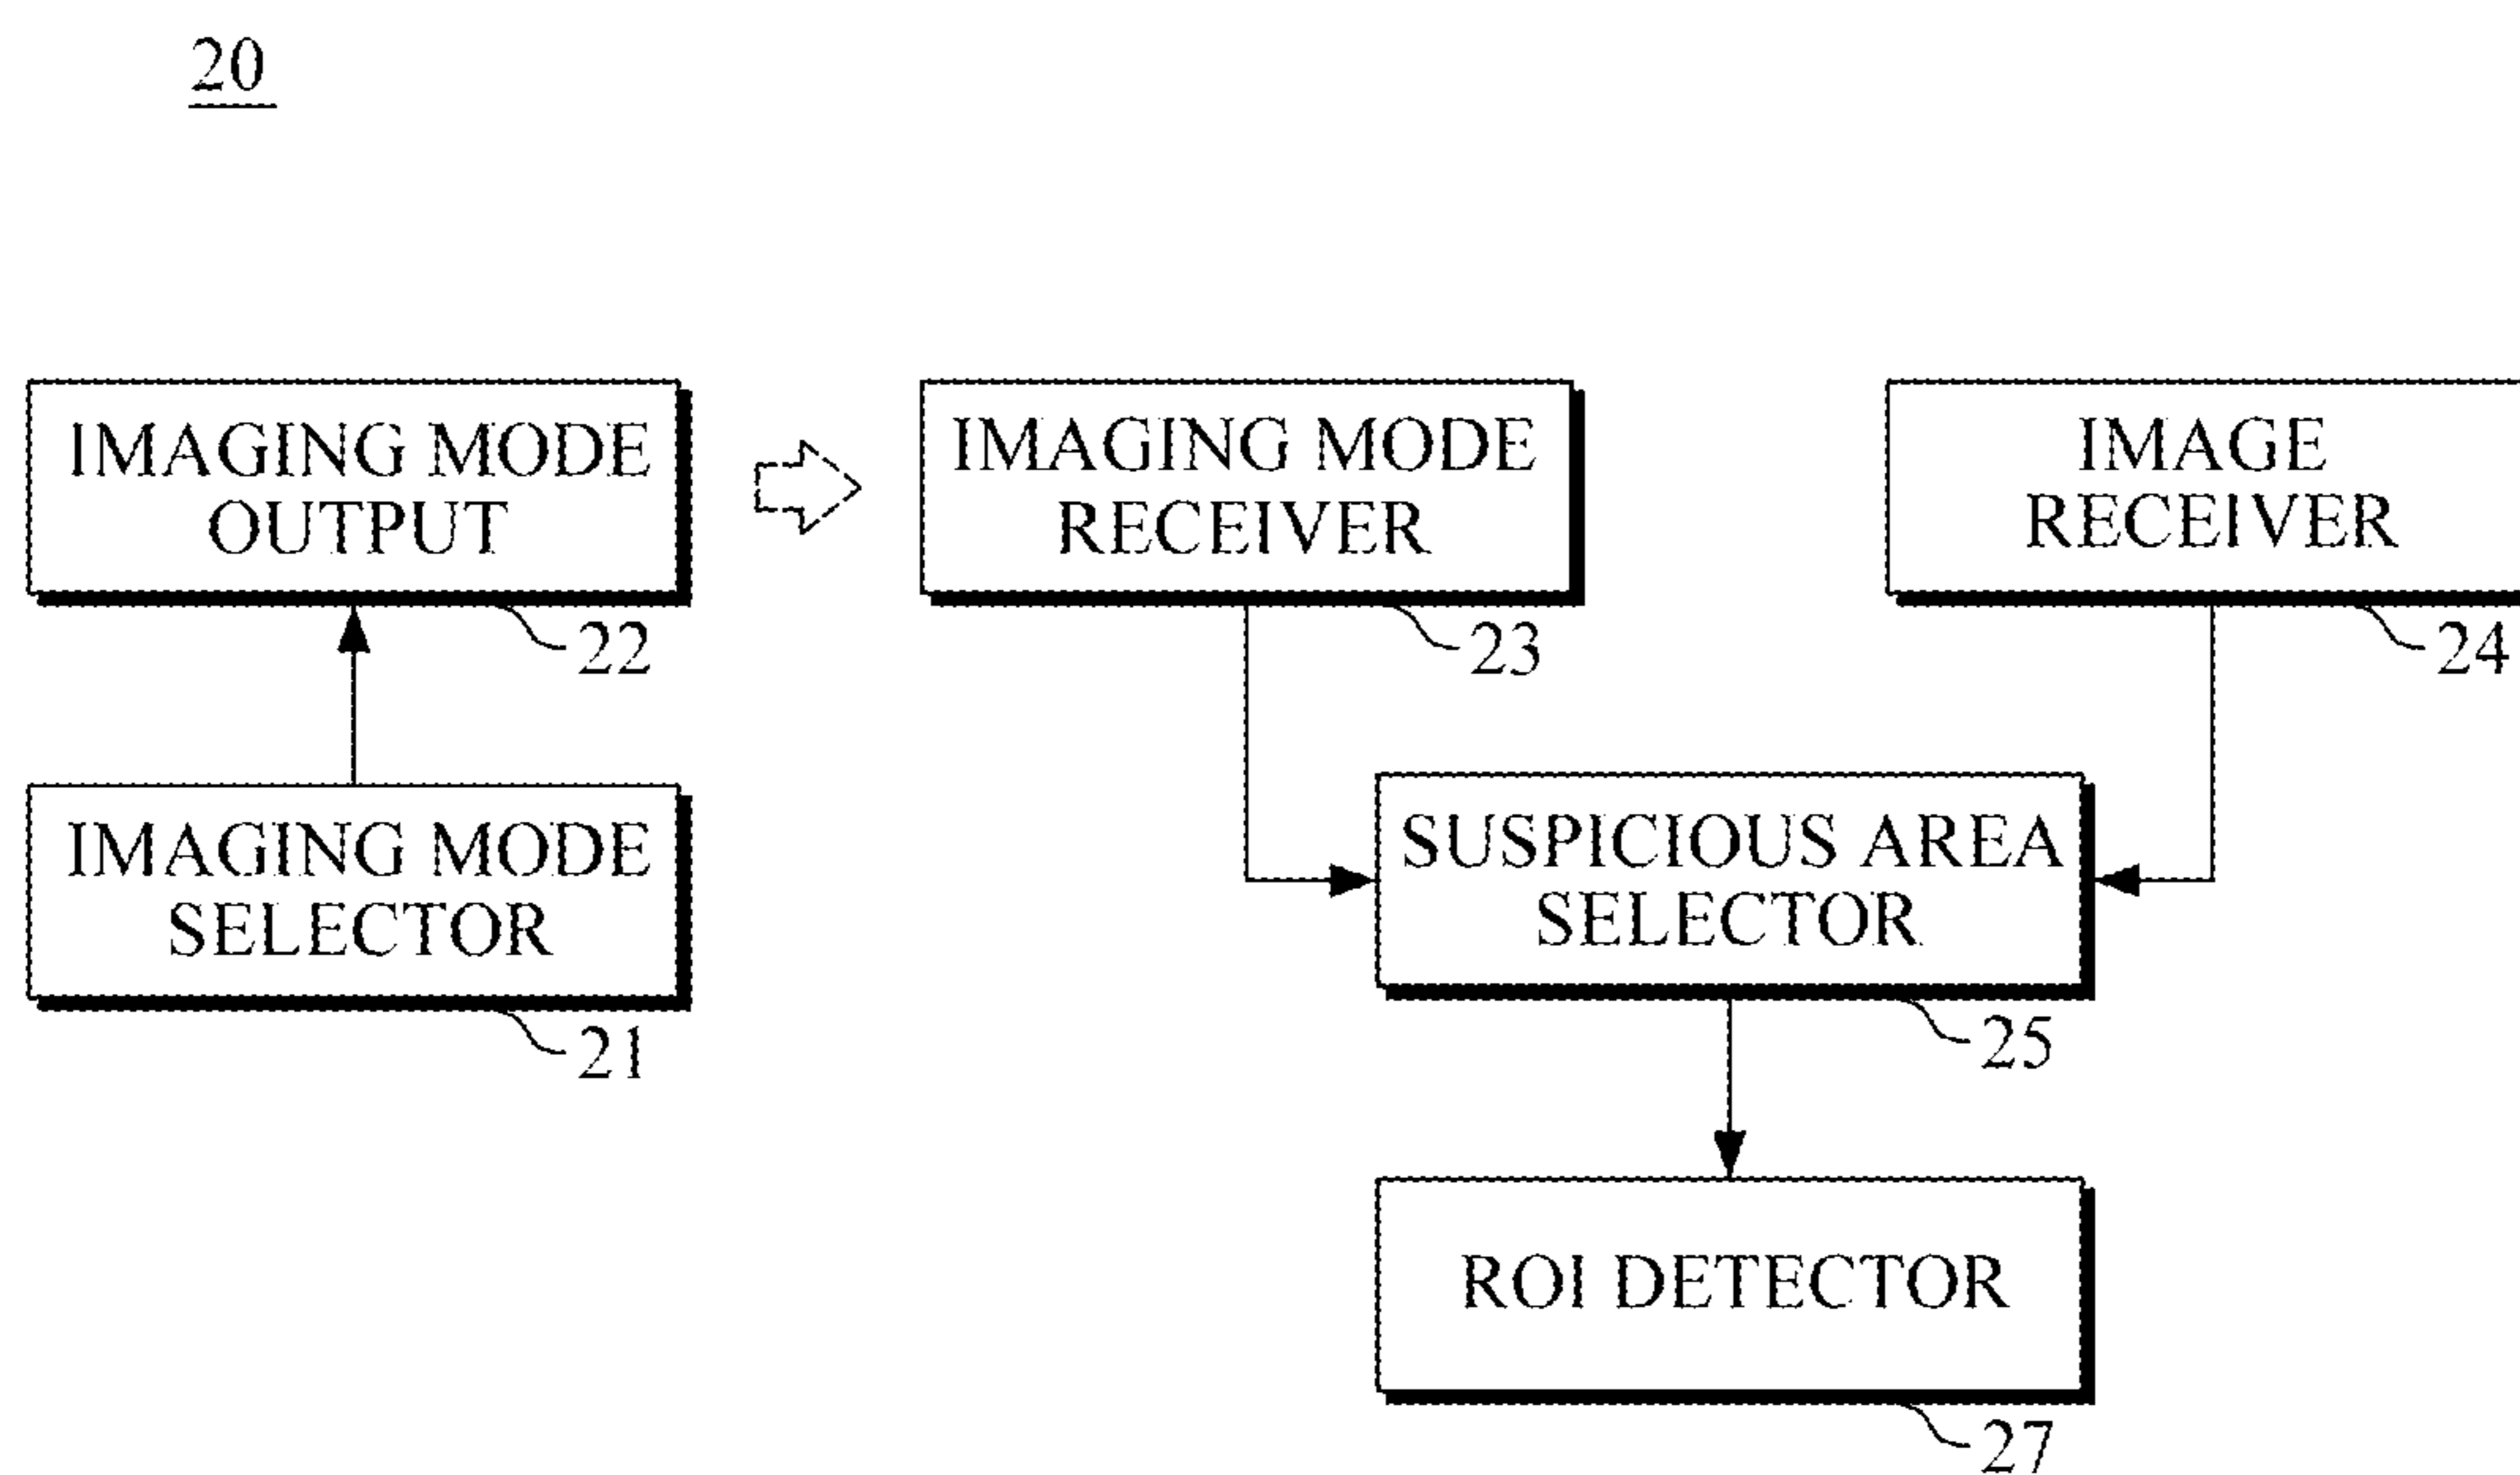 20
IMAGING MODE
OUTPUT
22
IMAGING MODE
RECEIVER
23
IMAGE
RECEIVER
24
IMAGING MODE
SELECTOR
21
SUSPICIOUS AREA
SELECTOR
25
ROI DETECTOR
27